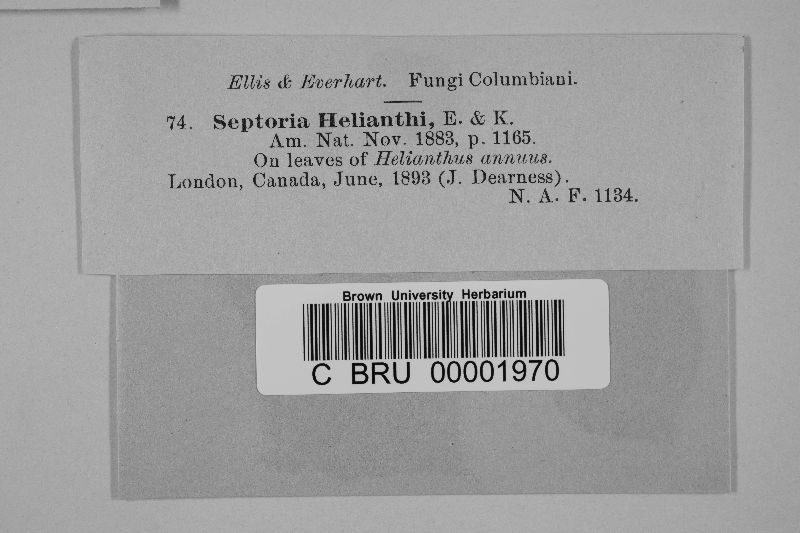 Ellis & Everhart. Fungi Columbiani.
74. Septoria Helianthi, E. & K.
Am. Nat. Nov. 1883, p. 1165.
On leaves of Helianthus annuus.
London, Canada, June, 1893 (J. Dearness).
N. A. F. 1134.
Brown University Herbarium
C BRU 00001970